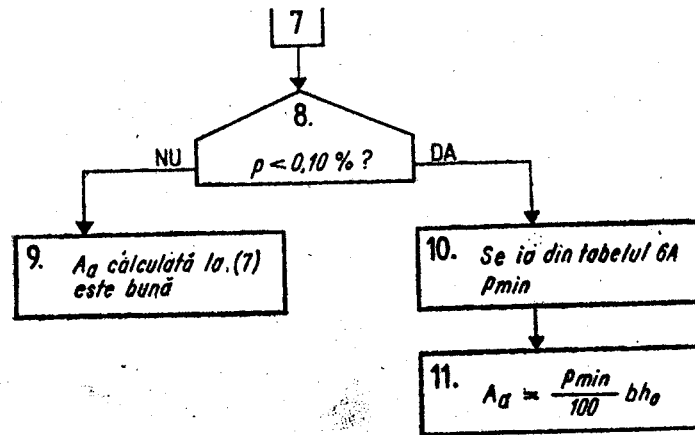 7
8.
p < 0,10 % ?
NU
DA
9. Aa calculată la (7)
este bună
10. Se ia din tabelul 6A
pmin
11. Aa = pmin/100 bho